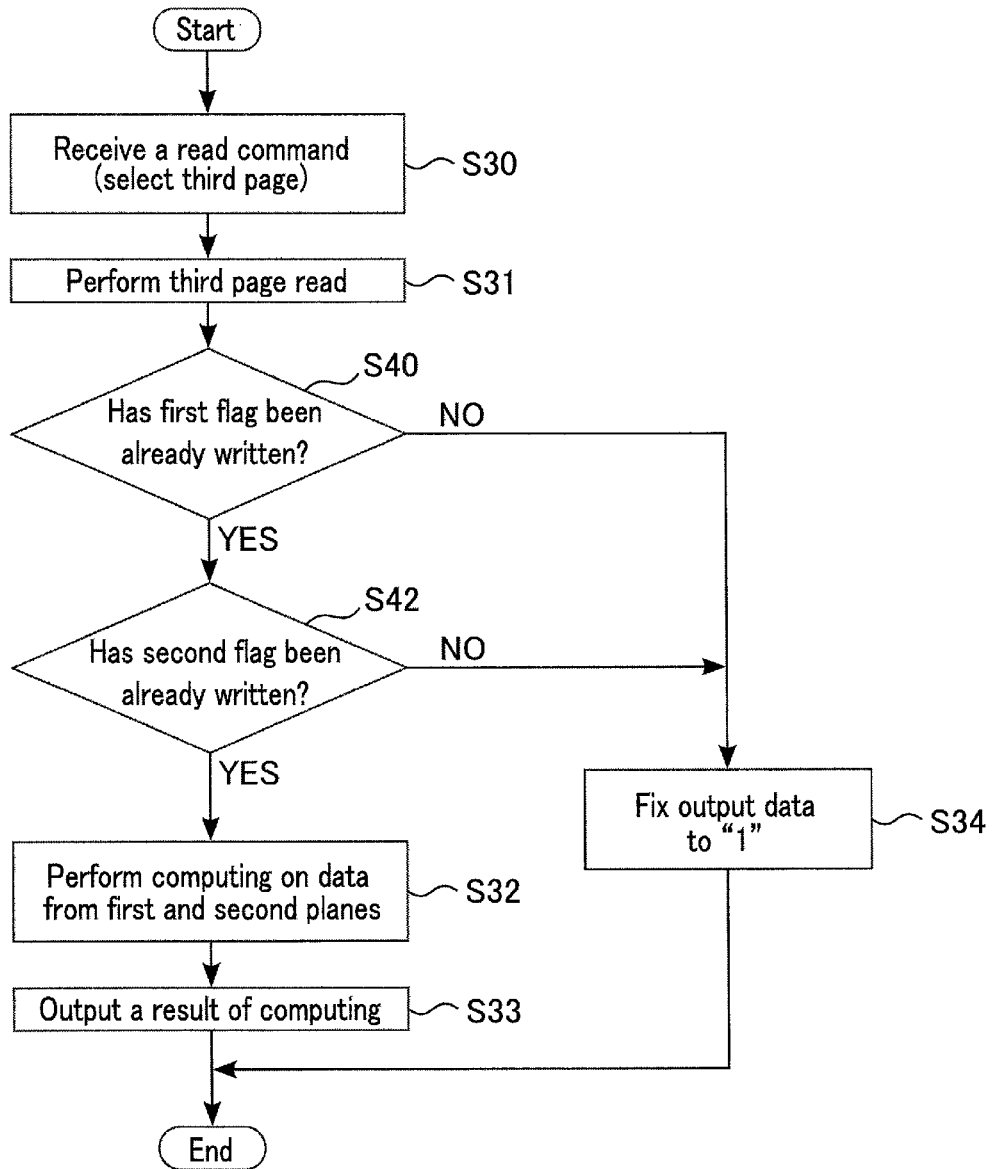 Start
Receive a read command
(select third page)
S30
Perform third page read
S31
S40
Has first flag been
already written?
NO
YES
S42
Has second flag been
already written?
NO
YES
Fix output data
to “1”
S34
Perform computing on data
from first and second planes
S32
Output a result of computing
S33
End